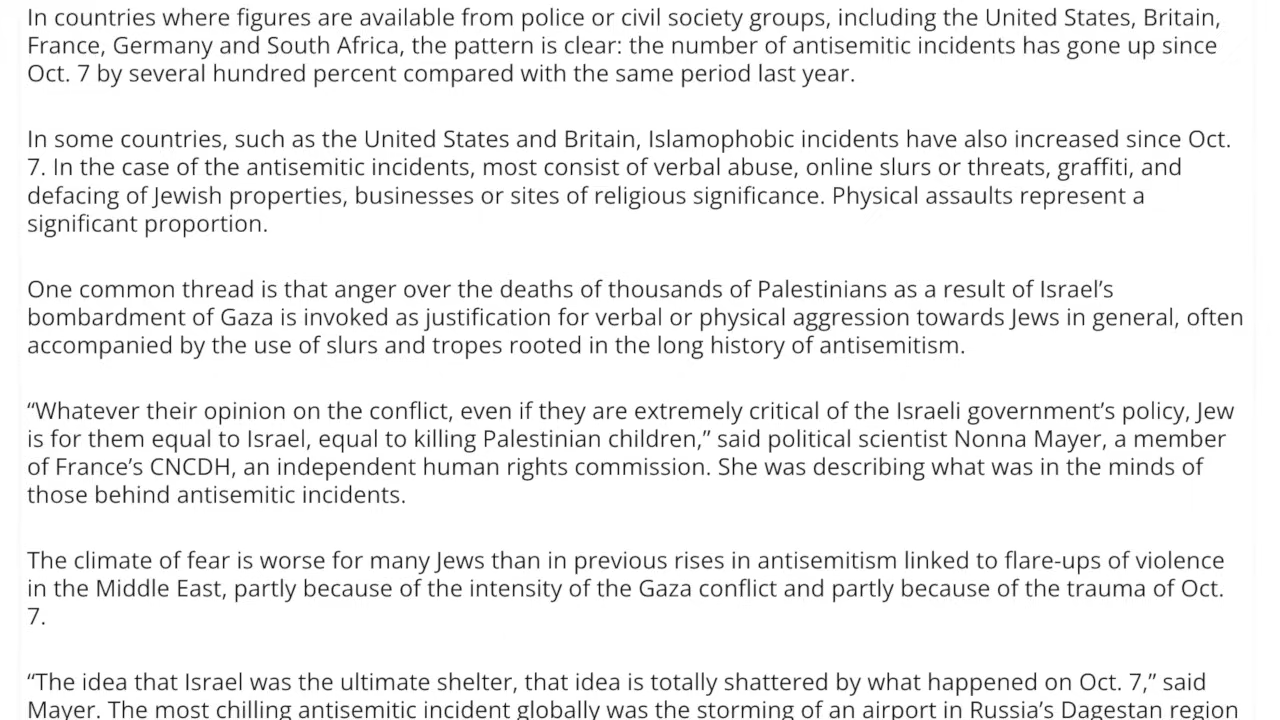 In countries where figures are available from police or civil society groups, including the United States, Britain,
France, Germany and South Africa, the pattern is clear: the number of antisemitic incidents has gone up since
Oct. 7 by several hundred percent compared with the same period last year.
In some countries, such as the United States and Britain, Islamophobic incidents have also increased since Oct.
7. In the case of the antisemitic incidents, most consist of verbal abuse, online slurs or threats, graffiti, and
defacing of Jewish properties, businesses or sites of religious significance. Physical assaults represent a
significant proportion.
One common thread is that anger over the deaths of thousands of Palestinians as a result of Israel’s
bombardment of Gaza is invoked as justification for verbal or physical aggression towards Jews in general, often
accompanied by the use of slurs and tropes rooted in the long history of antisemitism.
“Whatever their opinion on the conflict, even if they are extremely critical of the Israeli government’s policy, Jew
is for them equal to Israel, equal to killing Palestinian children,” said political scientist Nonna Mayer, a member
of France’s CNCDH, an independent human rights commission. She was describing what was in the minds of
those behind antisemitic incidents.
The climate of fear is worse for many Jews than in previous rises in antisemitism linked to flare-ups of violence
in the Middle East, partly because of the intensity of the Gaza conflict and partly because of the trauma of Oct.
7.
“The idea that Israel was the ultimate shelter, that idea is totally shattered by what happened on Oct. 7,” said
Mayer. The most chilling antisemitic incident globally was the storming of an airport in Russia’s Dagestan region